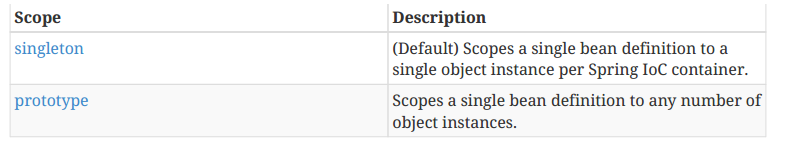 Scope Description
singleton (Default) Scopes a single bean definition to a
single object instance per Spring IoC container.
prototype Scopes a single bean definition to any number of
object instances.